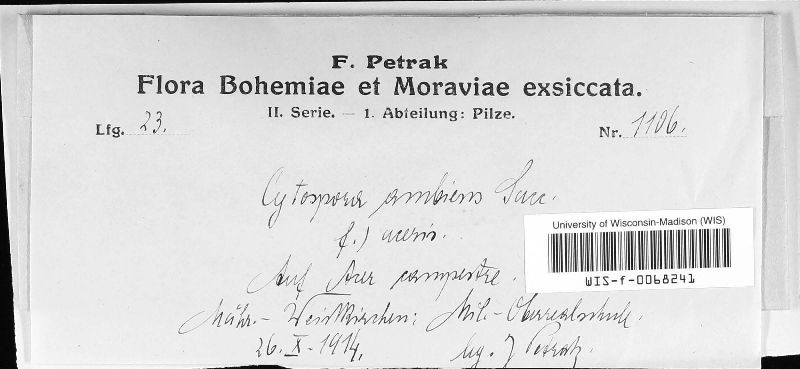 F. Petrak
Flora Bohemiae et Moraviae exsiccata.
II. Serie. — 1. Abteilung: Pilze.
Lfg. 23.
Nr. 1106.
Cytospora ambiens Sacc.
f.) aceris.
Auf Acer campestre.
Mähr.-Weisskirchen: Mil.-Oberrealschule.
26. X. 1914.
leg. J Petrak.
University of Wisconsin-Madison (WIS)
WIS-f-0068241